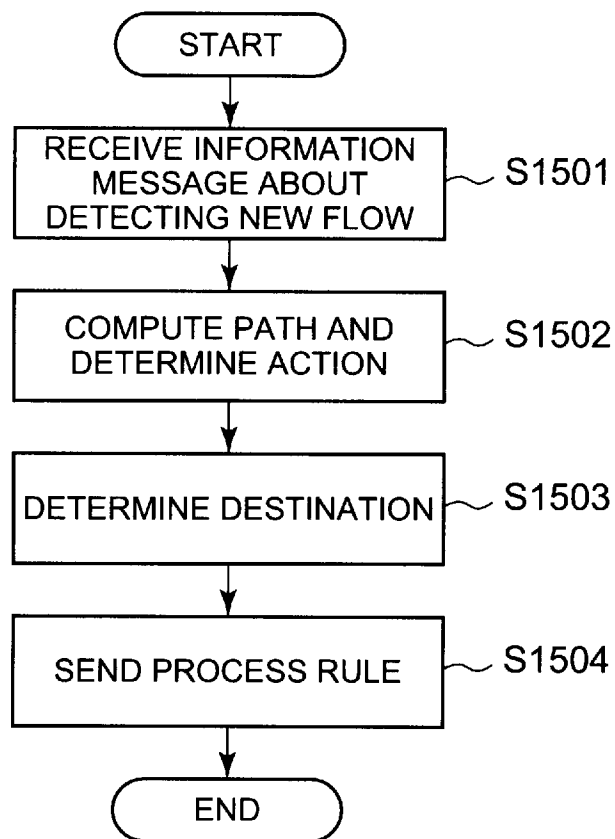 START
RECEIVE INFORMATION
MESSAGE ABOUT
DETECTING NEW FLOW
S1501
COMPUTE PATH AND
DETERMINE ACTION
S1502
DETERMINE DESTINATION
S1503
SEND PROCESS RULE
S1504
END